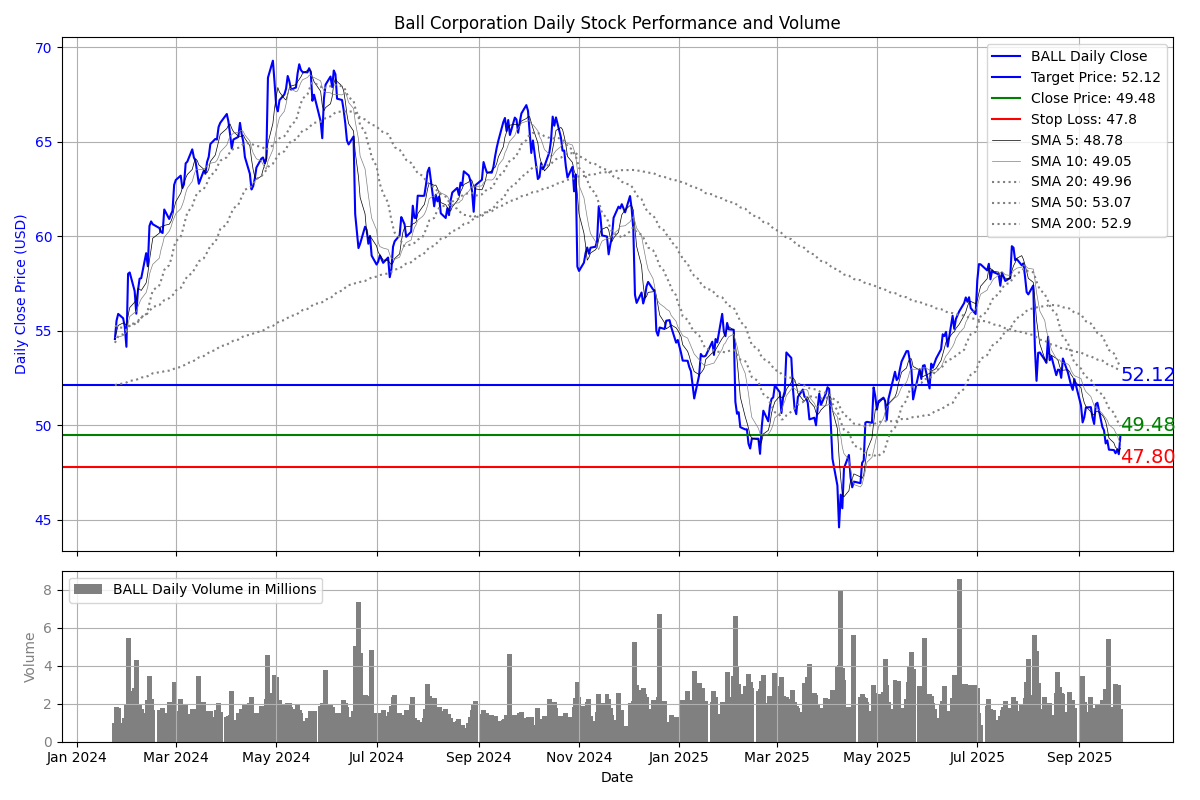 Ball Corporation Daily Stock Performance and Volume
70
65
60
55
50
45
Daily Close Price (USD)
BALL Daily Close
Target Price: 52.12
Close Price: 49.48
Stop Loss: 47.8
SMA 5: 48.78
SMA 10: 49.05
SMA 20: 49.96
SMA 50: 53.07
SMA 200: 52.9
52.12
49.48
47.80
8
6
4
2
0
Volume
BALL Daily Volume in Millions
Jan 2024 Mar 2024 May 2024 Jul 2024 Sep 2024 Nov 2024 Jan 2025 Mar 2025 May 2025 Jul 2025 Sep 2025
Date